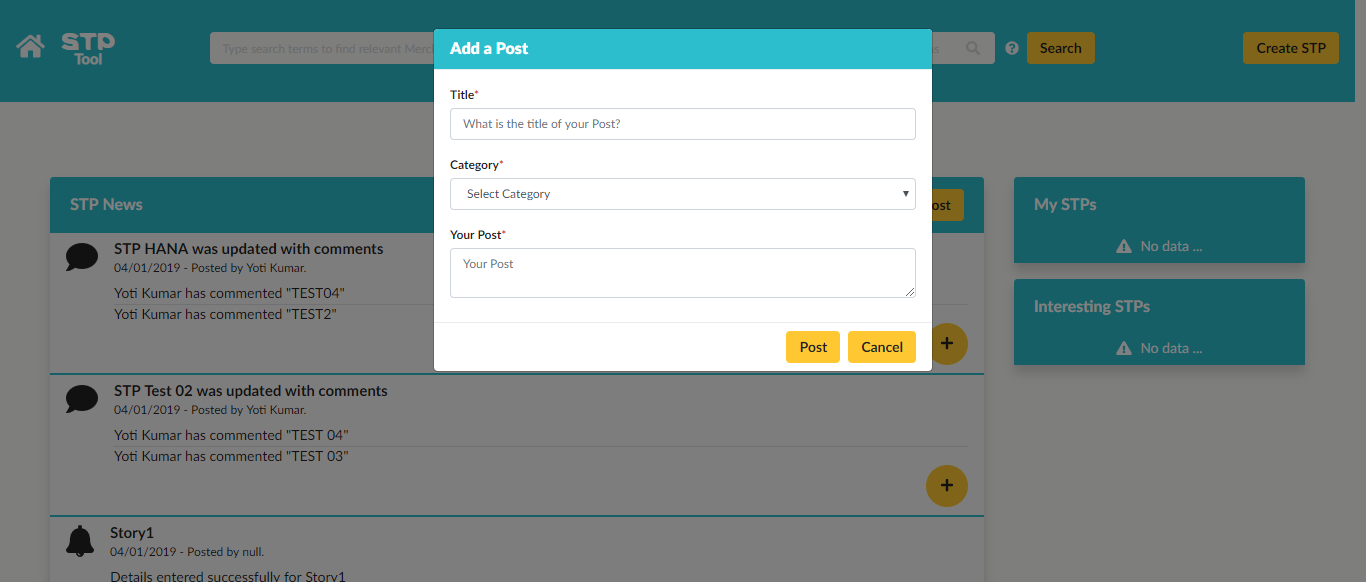 STP
Tool
Type search terms to find relevant Merc
Search
Create STP
Add a Post
Title*
What is the title of your Post?
Category*
Select Category
Your Post*
Your Post
Post
Cancel
STP News
ost
STP HANA was updated with comments
04/01/2019 - Posted by Yoti Kumar.
Yoti Kumar has commented "TEST04"
Yoti Kumar has commented "TEST2"
STP Test 02 was updated with comments
04/01/2019 - Posted by Yoti Kumar.
Yoti Kumar has commented "TEST 04"
Yoti Kumar has commented "TEST 03"
Story1
04/01/2019 - Posted by null.
Details entered successfully for Story1
My STPs
No data ...
Interesting STPs
No data ...